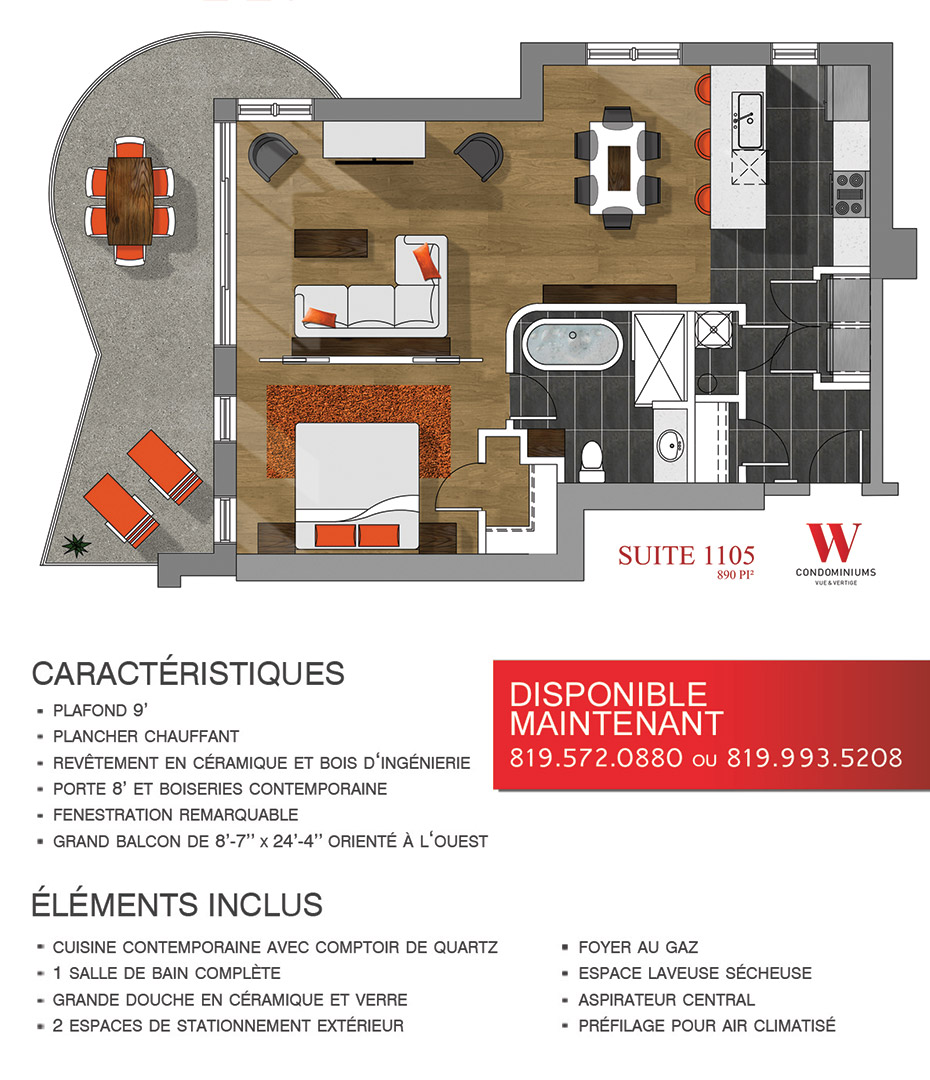 SUITE 1105
890 PI²
W
CONDOMINIUMS
VUE & VERTIGE
CARACTÉRISTIQUES
- PLAFOND 9'
- PLANCHER CHAUFFANT
- REVÊTEMENT EN CÉRAMIQUE ET BOIS D‘INGÉNIERIE
- PORTE 8' ET BOISERIES CONTEMPORAINE
- FENESTRATION REMARQUABLE
- GRAND BALCON DE 8'-7'' X 24'-4'' ORIENTÉ À L‘OUEST
DISPONIBLE
MAINTENANT
819.572.0880 OU 819.993.5208
ÉLÉMENTS INCLUS
- CUISINE CONTEMPORAINE AVEC COMPTOIR DE QUARTZ
- 1 SALLE DE BAIN COMPLÈTE
- GRANDE DOUCHE EN CÉRAMIQUE ET VERRE
- 2 ESPACES DE STATIONNEMENT EXTÉRIEUR
- FOYER AU GAZ
- ESPACE LAVEUSE SÉCHEUSE
- ASPIRATEUR CENTRAL
- PRÉFILAGE POUR AIR CLIMATISÉ